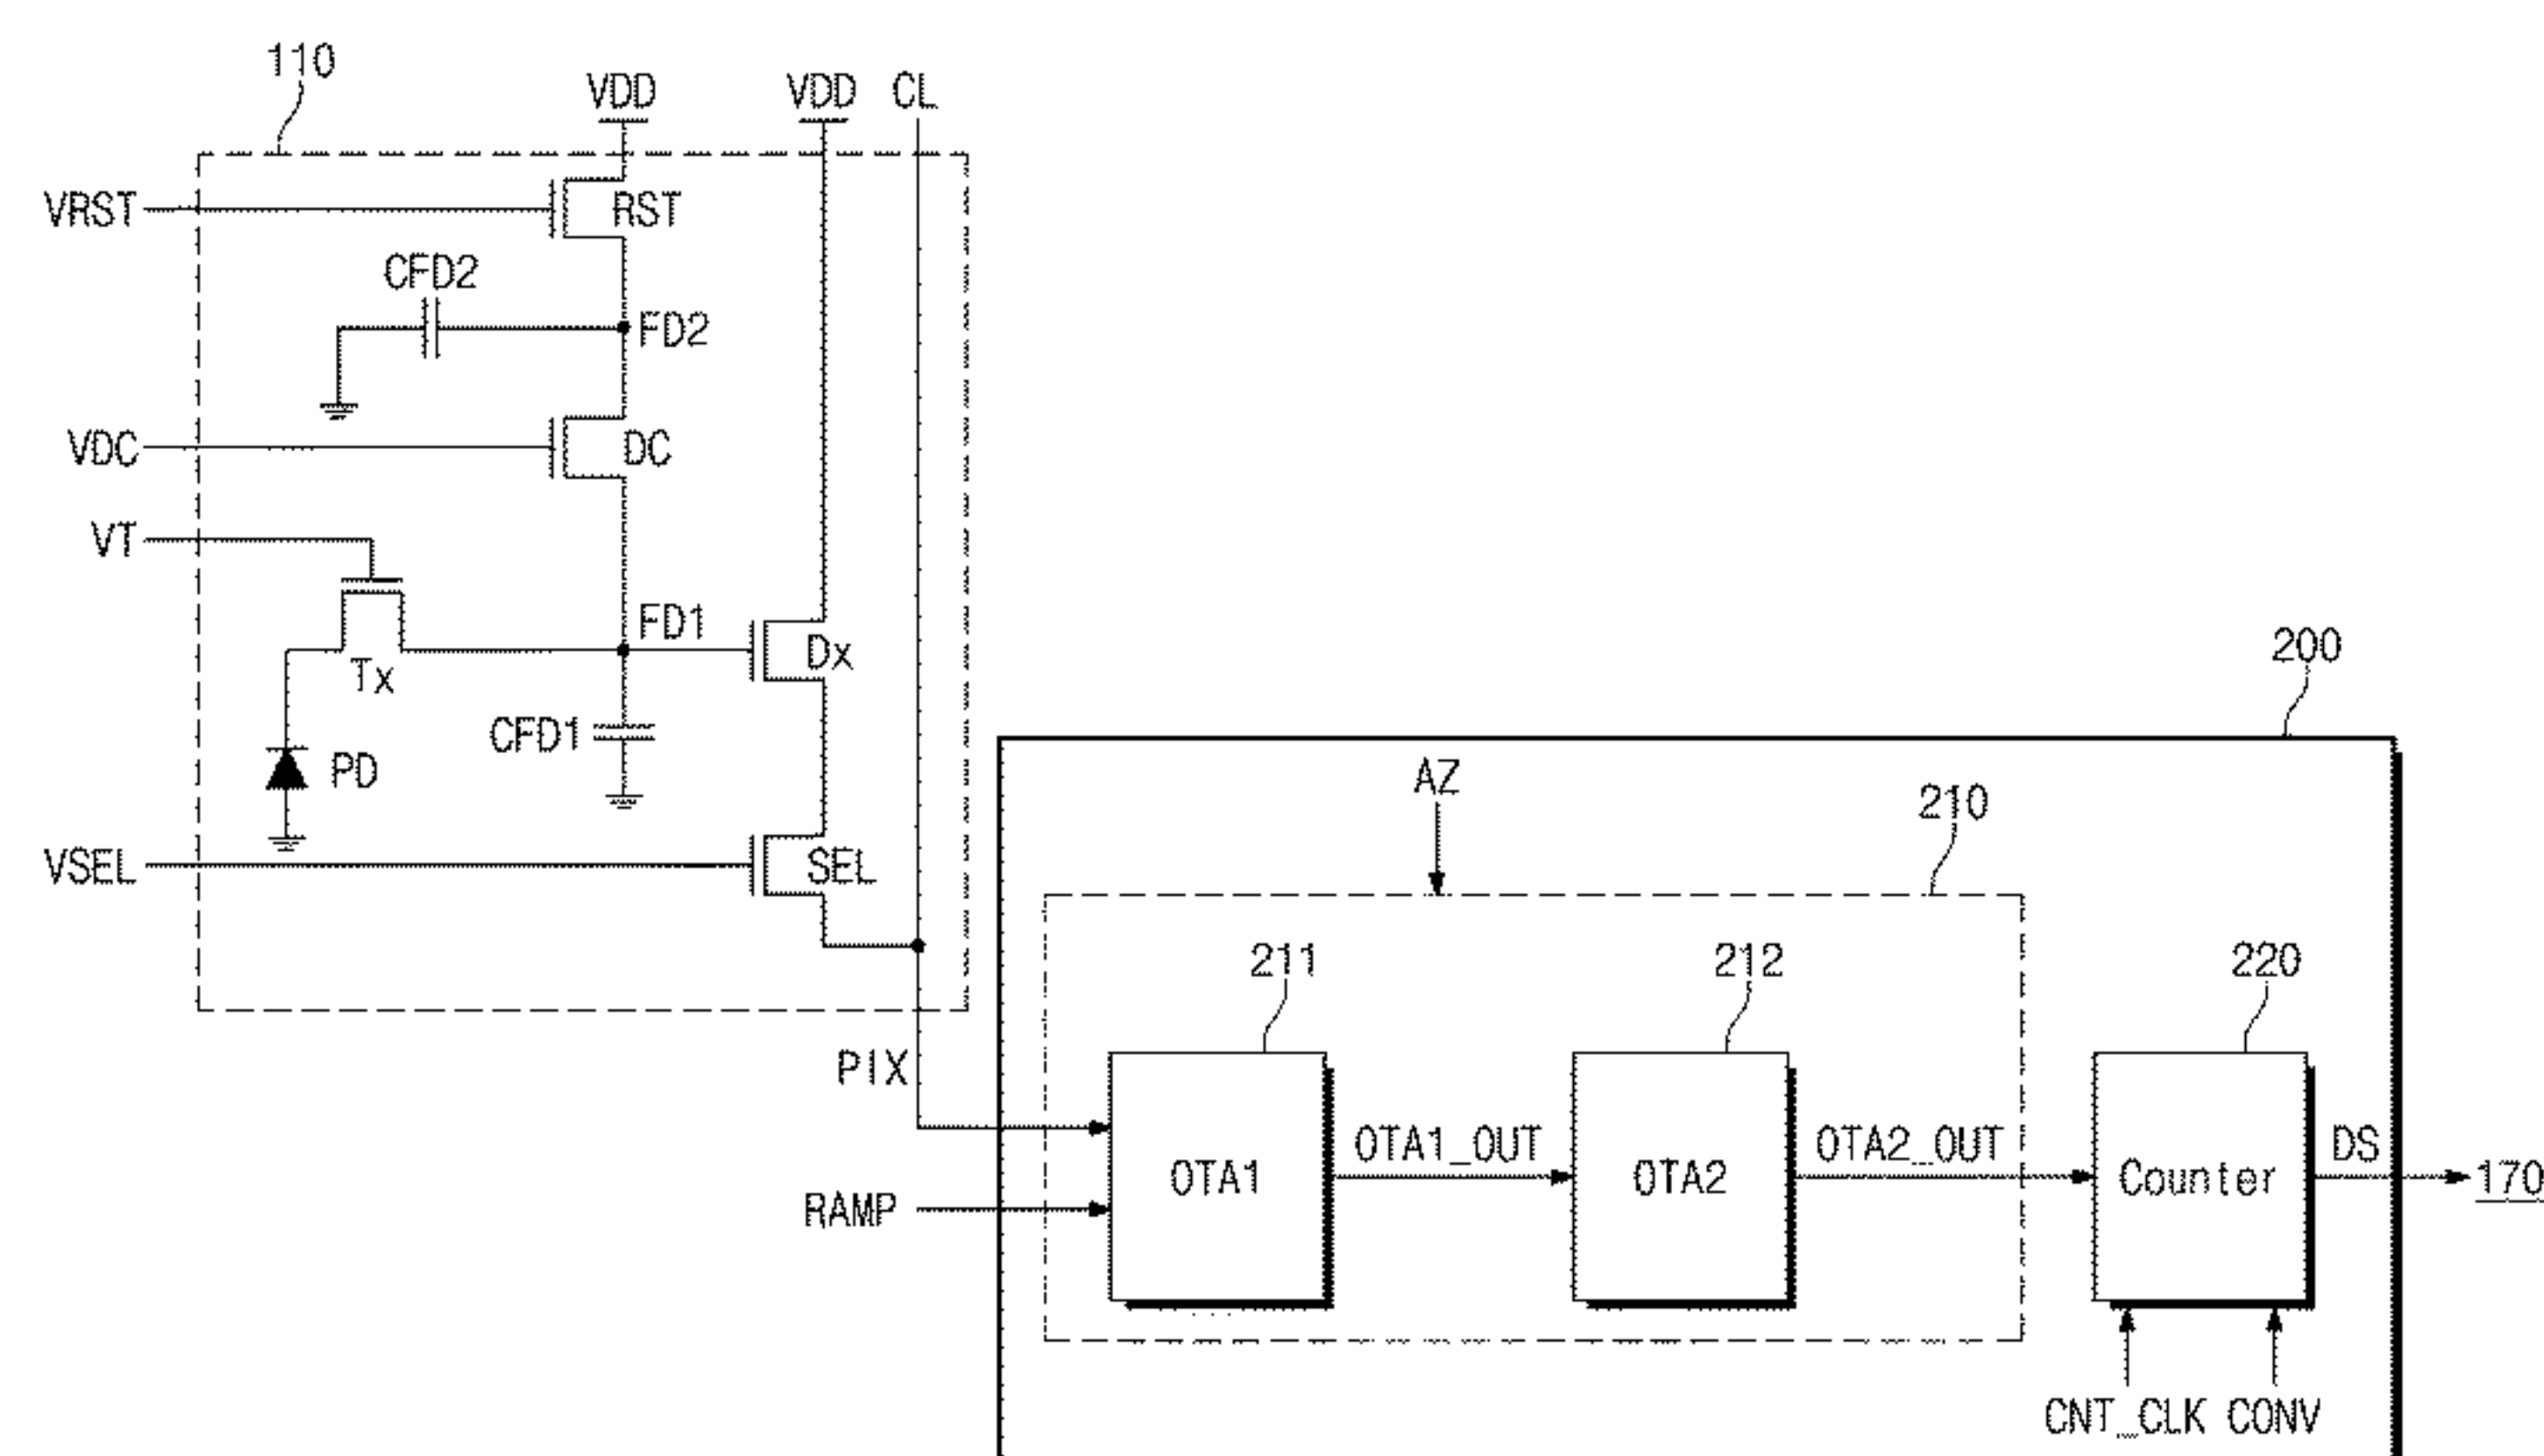 110
VDD
VDD
CL
VRST
RST
CFD2
FD2
VDC
DC
VT
FD1
Tx
Dx
CFD1
PD
VSEL
SEL
200
AZ
210
211
212
220
PIX
OTA1_OUT
OTA2_OUT
DS
OTA1
OTA2
Counter
170
RAMP
CNT_CLK
CONV